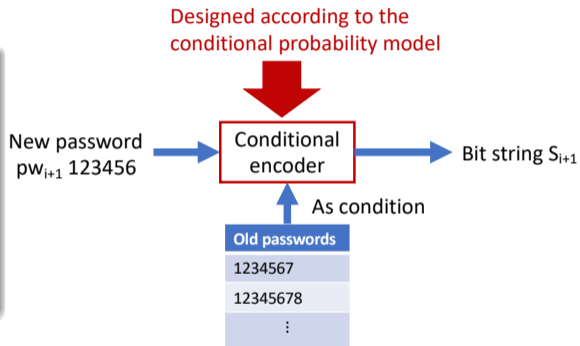 Designed according to the
conditional probability model
New password
pwᵢ₊₁ 123456
Conditional
encoder
Bit string Sᵢ₊₁
As condition
Old passwords
1234567
12345678
⋮